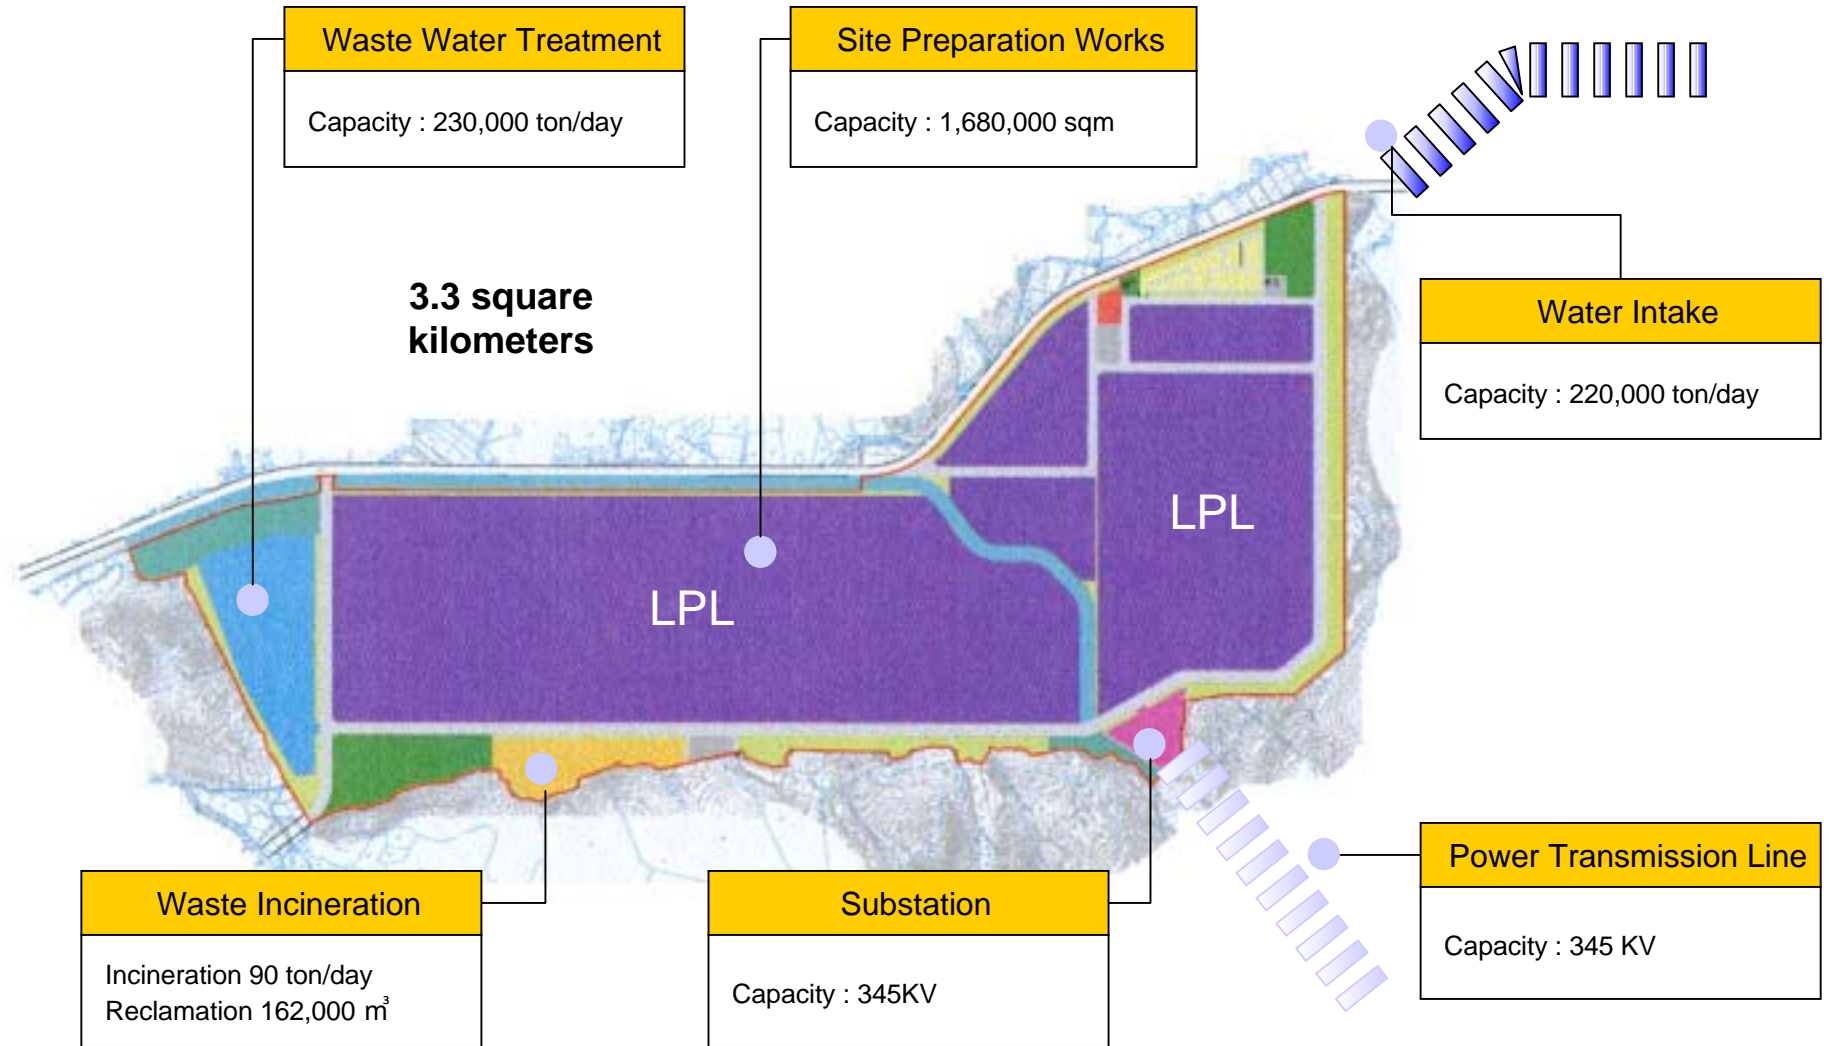 Waste Water Treatment
Capacity : 230,000 ton/day
Site Preparation Works
Capacity : 1,680,000 sqm
3.3 square
kilometers
Water Intake
Capacity : 220,000 ton/day
LPL
LPL
Waste Incineration
Incineration 90 ton/day
Reclamation 162,000 ㎥
Substation
Capacity : 345KV
Power Transmission Line
Capacity : 345 KV